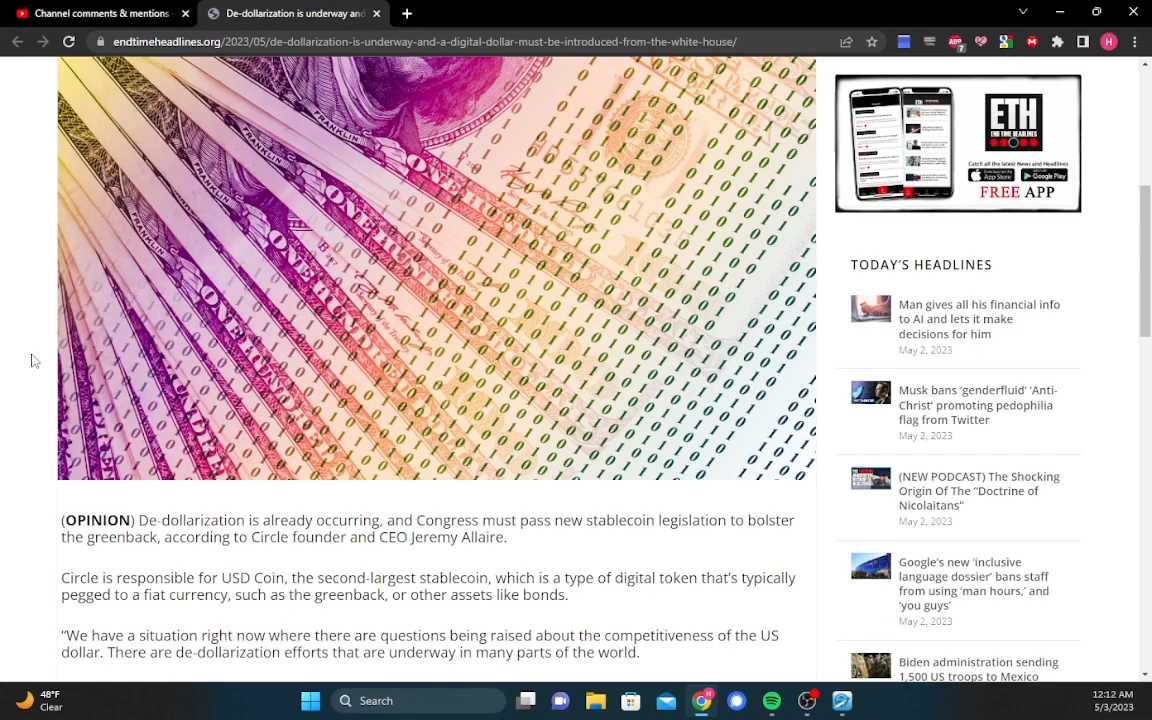 Channel comments & mentions
De-dollarization is underway and
endtimeheadlines.org/2023/05/de-dollarization-is-underway-and-a-digital-dollar-must-be-introduced-from-the-white-house/
FRANKLIN
FRANKLIN
FRANKLIN
FRANKLIN
(OPINION) De-dollarization is already occurring, and Congress must pass new stablecoin legislation to bolster
the greenback, according to Circle founder and CEO Jeremy Allaire.
Circle is responsible for USD Coin, the second-largest stablecoin, which is a type of digital token that's typically
pegged to a fiat currency, such as the greenback, or other assets like bonds.
“We have a situation right now where there are questions being raised about the competitiveness of the US
dollar. There are de-dollarization efforts that are underway in many parts of the world.
ETH
END TIME HEADLINES
Catch all the latest News and Headlines
App Store
Google Play
FREE APP
TODAY'S HEADLINES
Man gives all his financial info
to AI and lets it make
decisions for him
May 2, 2023
Musk bans ‘genderfluid’ ‘Anti-
Christ’ promoting pedophilia
flag from Twitter
May 2, 2023
(NEW PODCAST) The Shocking
Origin Of The “Doctrine of
Nicolaitans”
May 2, 2023
Google's new ‘inclusive
language dossier’ bans staff
from using ‘man hours,’ and
‘you guys’
May 2, 2023
Biden administration sending
1,500 US troops to Mexico
48°F
Clear
Search
12:12 AM
5/3/2023